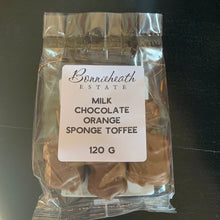 Bonnieheath
ESTATE
MILK
CHOCOLATE
ORANGE
SPONGE TOFFEE
120 G